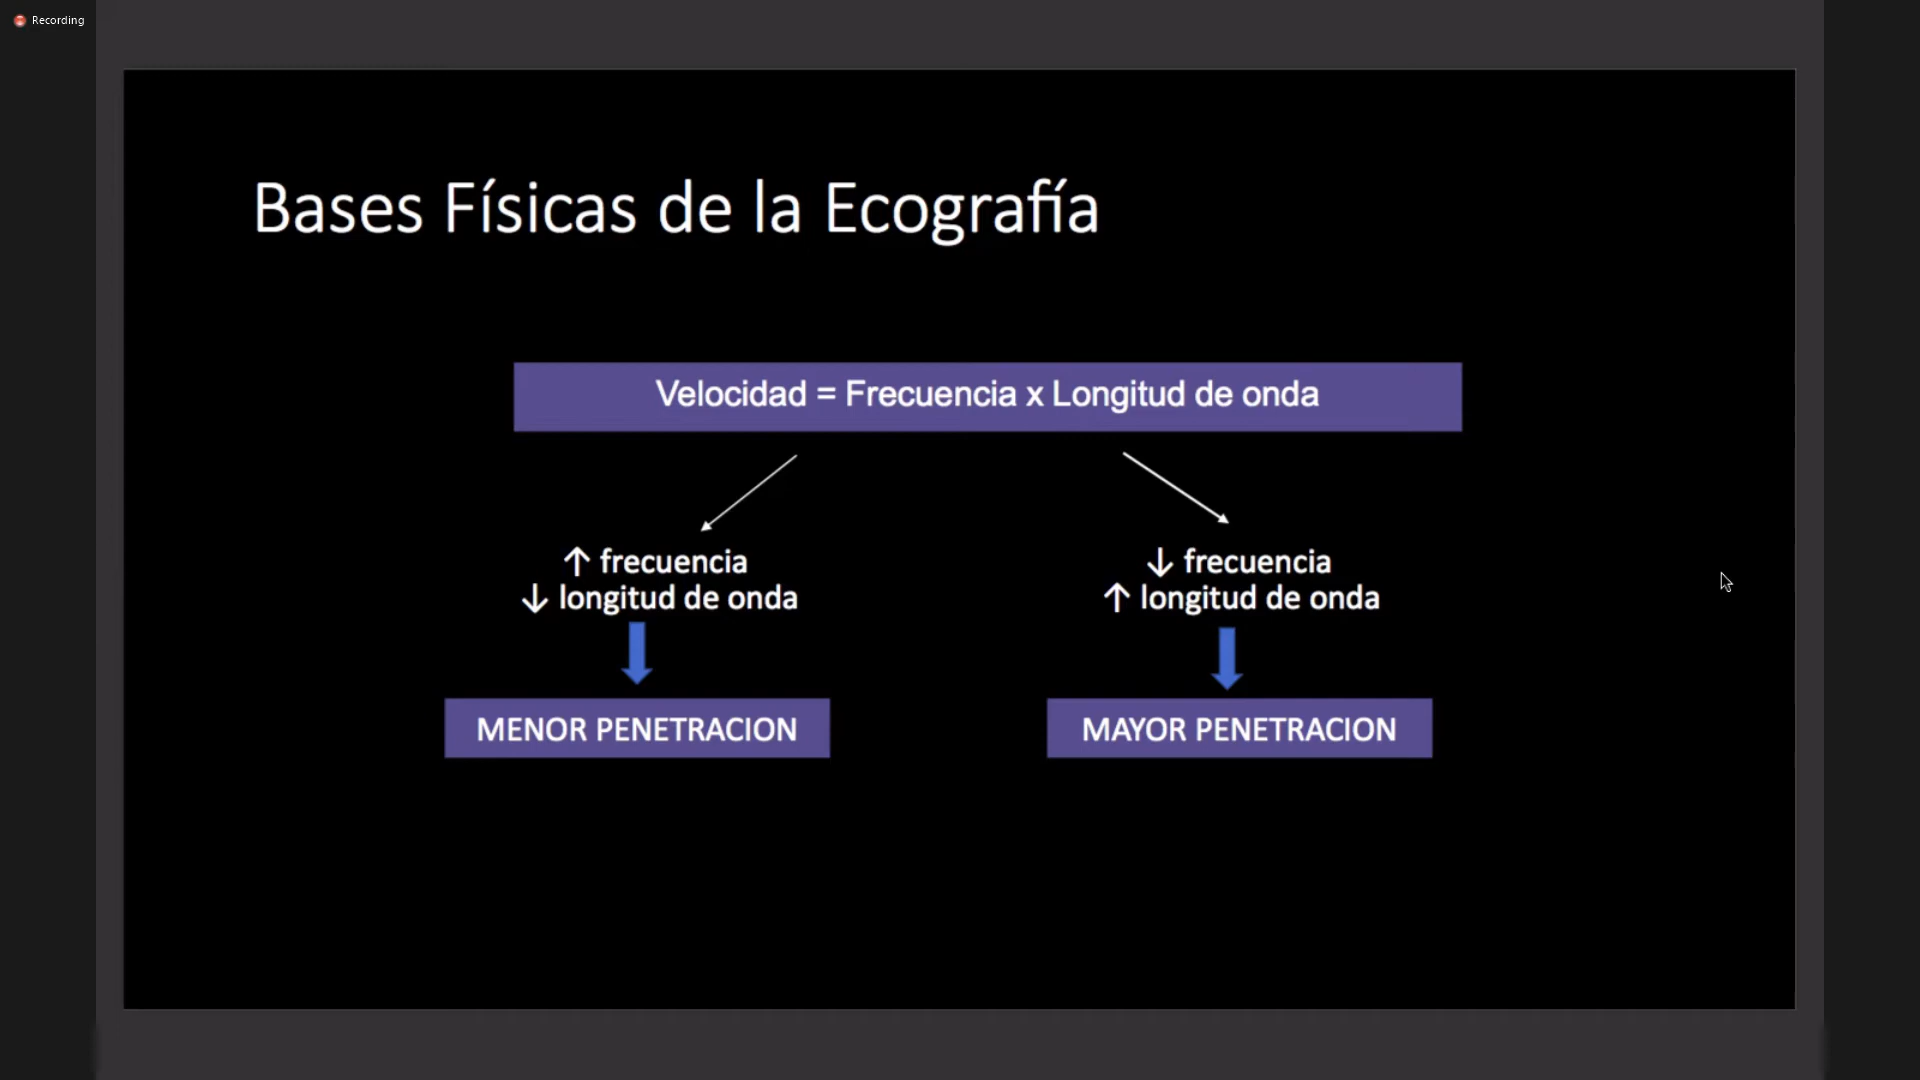 Recording
Bases Físicas de la Ecografía
Velocidad = Frecuencia x Longitud de onda
↑ frecuencia
↓ longitud de onda
↓ frecuencia
↑ longitud de onda
MENOR PENETRACION
MAYOR PENETRACION